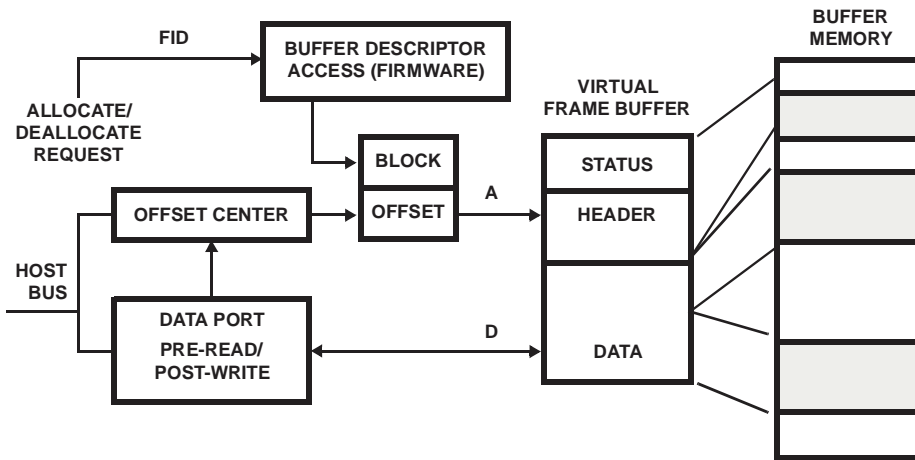 FID
BUFFER DESCRIPTOR
ACCESS (FIRMWARE)
BUFFER
MEMORY
VIRTUAL
FRAME BUFFER
ALLOCATE/
DEALLOCATE
REQUEST
BLOCK
OFFSET
STATUS
HEADER
DATA
OFFSET CENTER
A
HOST
BUS
DATA PORT
PRE-READ/
POST-WRITE
D